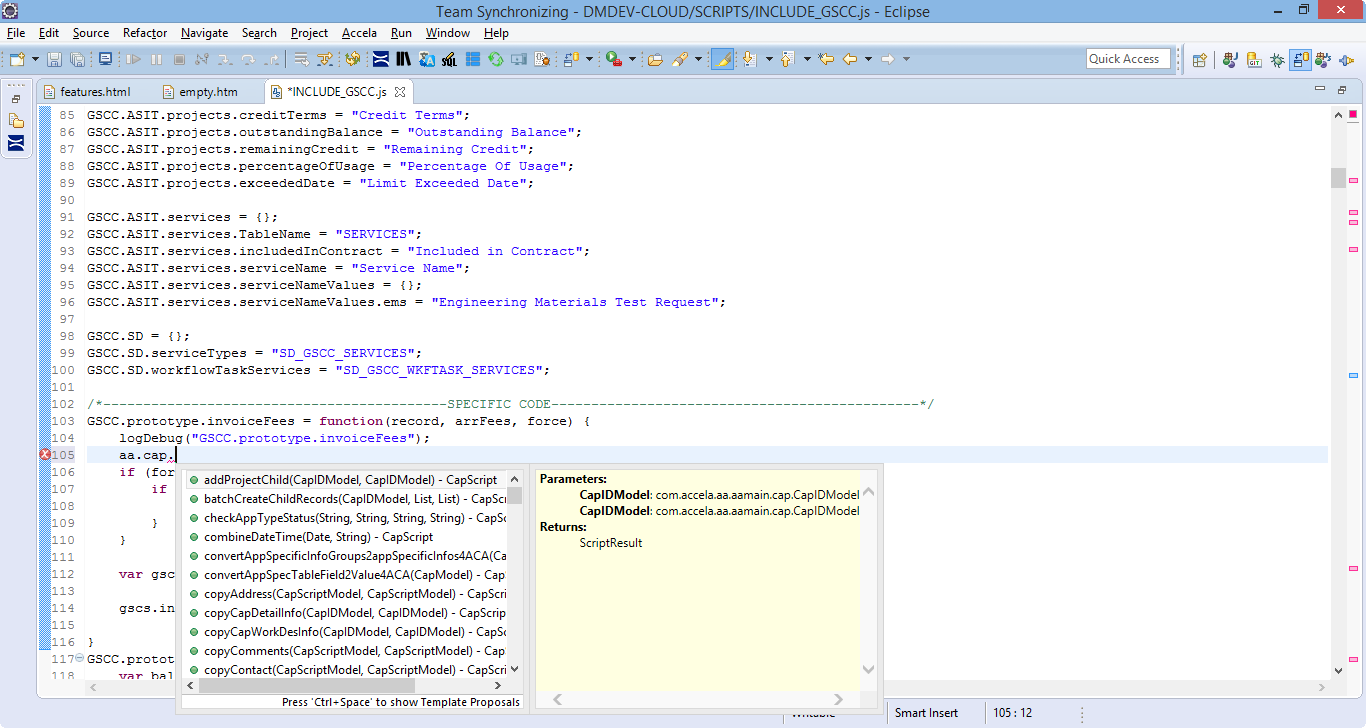 Team Synchronizing - DMDEV-CLOUD/SCRIPTS/INCLUDE_GSCC.js - Eclipse
File Edit Source Refactor Navigate Search Project Accela Run Window Help
Quick Access
features.html empty.htm *INCLUDE_GSCC.js
85 GSCC.ASIT.projects.creditTerms = "Credit Terms";
86 GSCC.ASIT.projects.outstandingBalance = "Outstanding Balance";
87 GSCC.ASIT.projects.remainingCredit = "Remaining Credit";
88 GSCC.ASIT.projects.percentageOfUsage = "Percentage Of Usage";
89 GSCC.ASIT.projects.exceededDate = "Limit Exceeded Date";
90
91 GSCC.ASIT.services = {};
92 GSCC.ASIT.services.TableName = "SERVICES";
93 GSCC.ASIT.services.includedInContract = "Included in Contract";
94 GSCC.ASIT.services.serviceName = "Service Name";
95 GSCC.ASIT.services.serviceNameValues = {};
96 GSCC.ASIT.services.serviceNameValues.ems = "Engineering Materials Test Request";
97
98 GSCC.SD = {};
99 GSCC.SD.serviceTypes = "SD_GSCC_SERVICES";
100 GSCC.SD.workflowTaskServices = "SD_GSCC_WKFTASK_SERVICES";
101
102 /*-------------------------------------------SPECIFIC CODE----------------------------------------------*/
103 GSCC.prototype.invoiceFees = function(record, arrFees, force) {
104 logDebug("GSCC.prototype.invoiceFees");
105 aa.cap.
106 if (for
107 if
108
109 }
110 }
111
112 var gsc
113
114 gscs.in
115
116 }
117 GSCC.protot
118 var bal
addProjectChild(CapIDModel, CapIDModel) - CapScript
batchCreateChildRecords(CapIDModel, List, List) - CapScr
checkAppTypeStatus(String, String, String, String) - CapSc
combineDateTime(Date, String) - CapScript
convertAppSpecificInfoGroups2appSpecificInfos4ACA(Ca
convertAppSpecTableField2Value4ACA(CapModel) - Cap
copyAddress(CapScriptModel, CapScriptModel) - CapScri
copyCapDetailInfo(CapIDModel, CapIDModel) - CapScrip
copyCapWorkDesInfo(CapIDModel, CapIDModel) - CapSc
copyComments(CapScriptModel, CapScriptModel) - Cap
copyContact(CapScriptModel, CapScriptModel) - CapScri
Press 'Ctrl+Space' to show Template Proposals
Parameters:
CapIDModel: com.accela.aa.aamain.cap.CapIDModel
CapIDModel: com.accela.aa.aamain.cap.CapIDModel
Returns:
ScriptResult
Writable Smart Insert 105 : 12